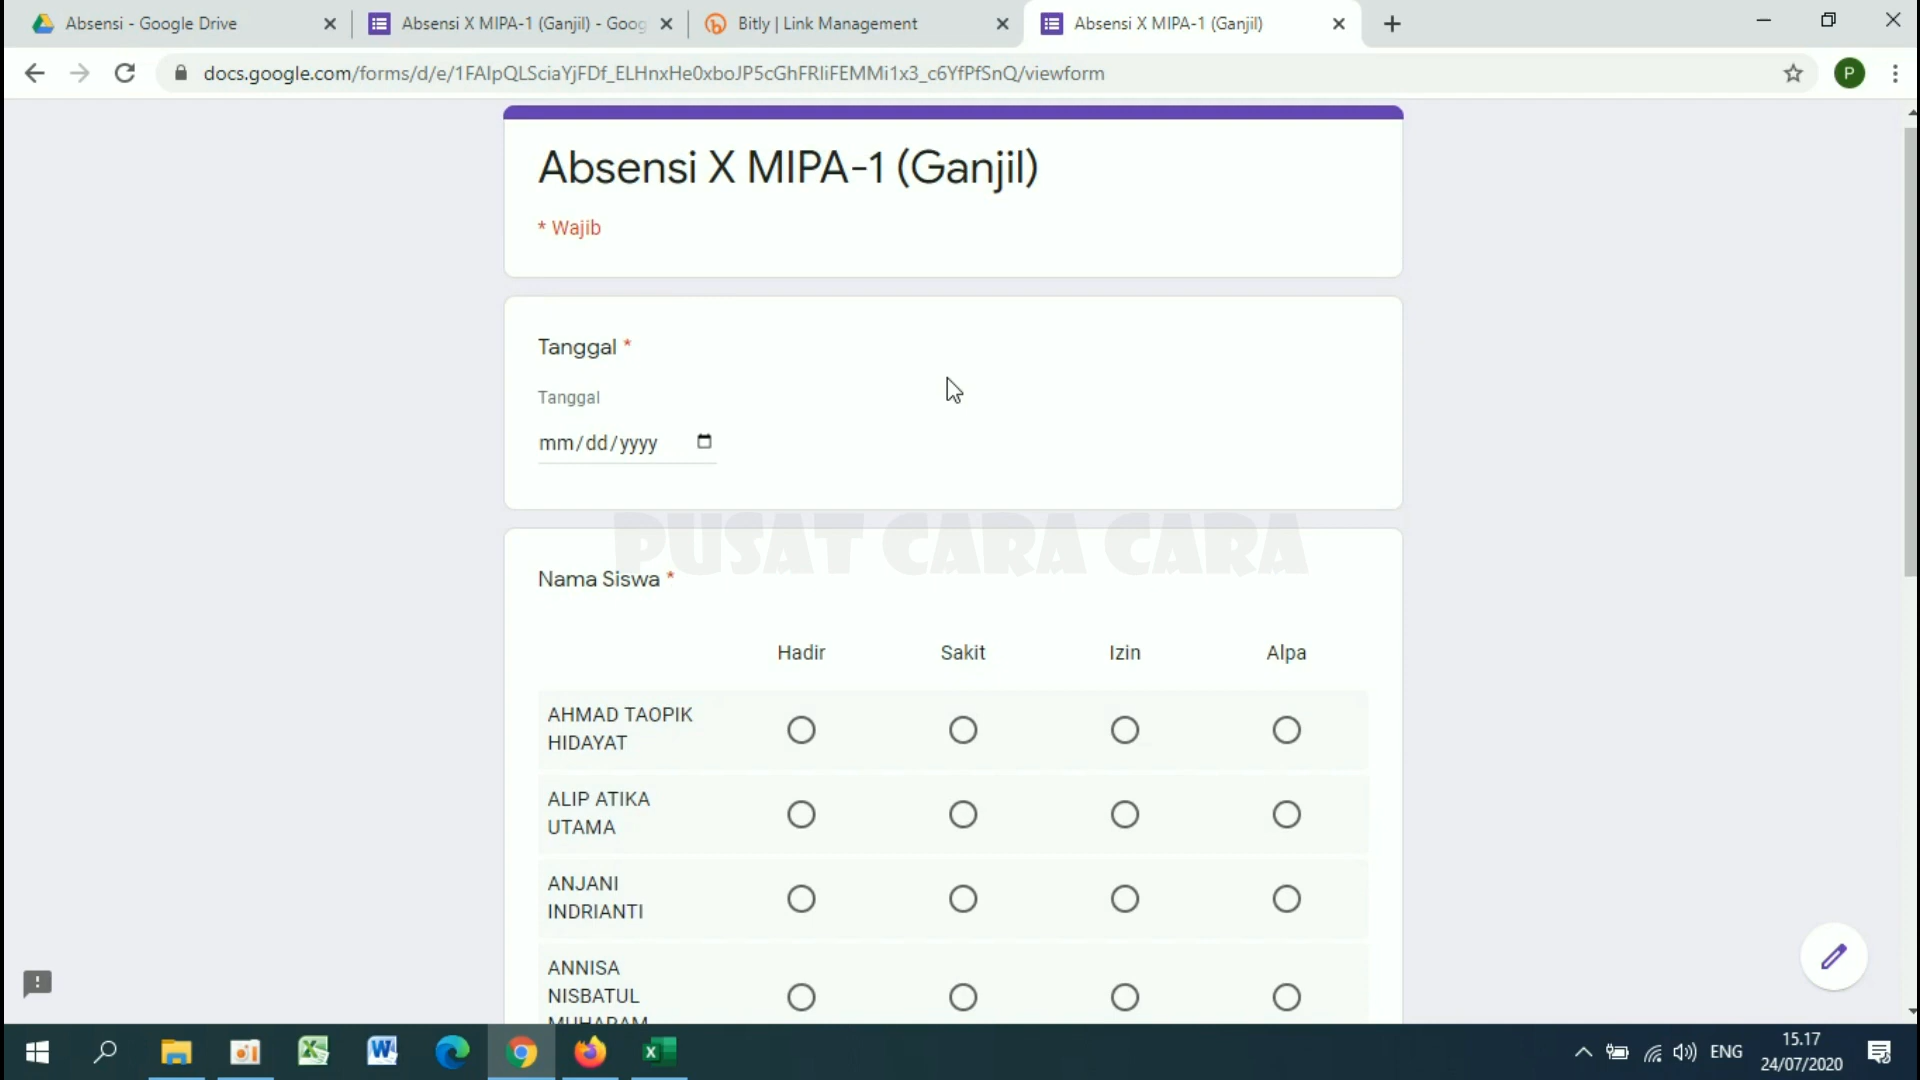 Absensi - Google Drive
Absensi X MIPA-1 (Ganjil) - Goog
Bitly | Link Management
Absensi X MIPA-1 (Ganjil)
docs.google.com/forms/d/e/1FAIpQLSciaYjFDf_ELHnxHe0xboJP5cGhFRIiFEMMi1x3_c6YfPfSnQ/viewform
P
Absensi X MIPA-1 (Ganjil)
* Wajib
Tanggal *
Tanggal
mm/dd/yyyy
PUSAT CARA CARA
Nama Siswa *
Hadir Sakit Izin Alpa
AHMAD TAOPIK
HIDAYAT
ALIP ATIKA
UTAMA
ANJANI
INDRIANTI
ANNISA
NISBATUL
MUHARAM
ENG
15.17
24/07/2020